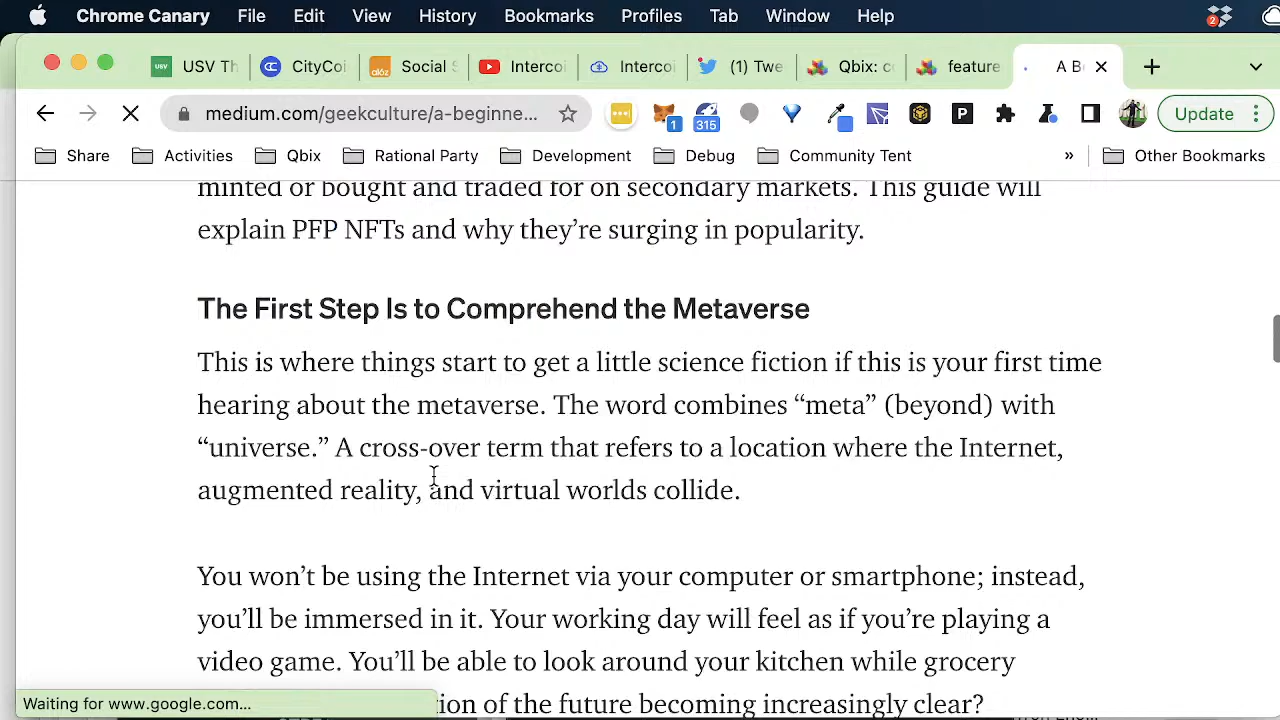 Chrome Canary File Edit View History Bookmarks Profiles Tab Window Help 2
USV Th CityCoi Social S Intercoi Intercoi (1) Twe Qbix: co feature A B
medium.com/geekculture/a-beginne... 1 315 P Update
Share Activities Qbix Rational Party Development Debug Community Tent » Other Bookmarks
minted or bought and traded for on secondary markets. This guide will
explain PFP NFTs and why they’re surging in popularity.
The First Step Is to Comprehend the Metaverse
This is where things start to get a little science fiction if this is your first time
hearing about the metaverse. The word combines “meta” (beyond) with
“universe.” A cross-over term that refers to a location where the Internet,
augmented reality, and virtual worlds collide.
You won’t be using the Internet via your computer or smartphone; instead,
you’ll be immersed in it. Your working day will feel as if you’re playing a
video game. You’ll be able to look around your kitchen while grocery
Waiting for www.google.com... ion of the future becoming increasingly clear?